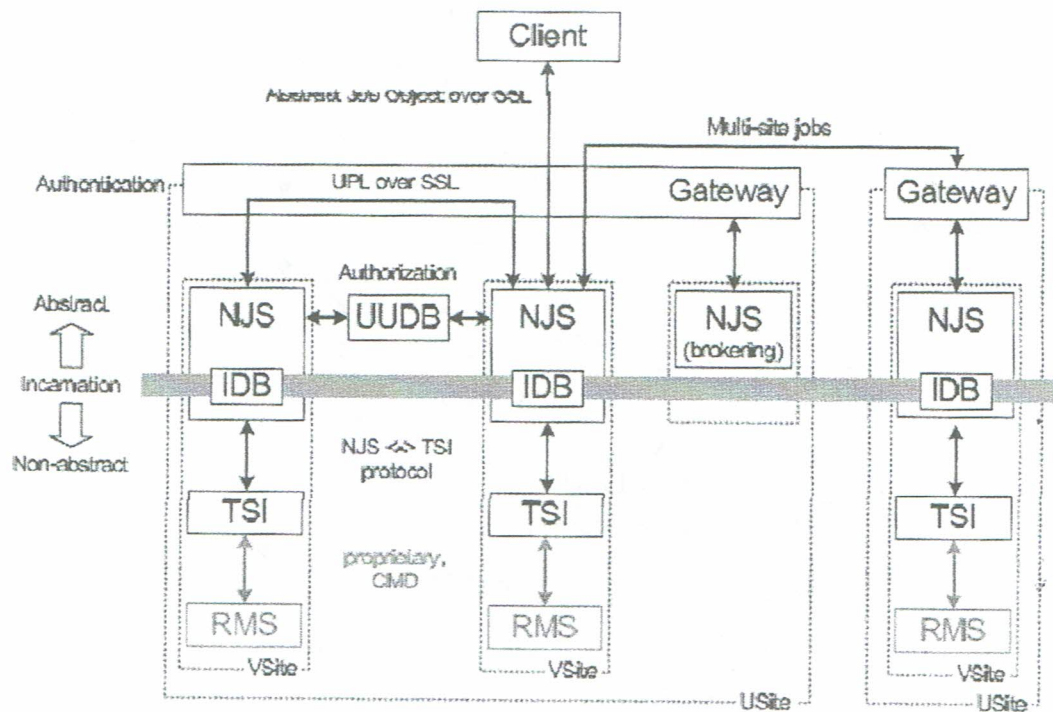 Client
Abstract Job Object over SSL
Multi-site jobs
Authentication
UPL over SSL
Gateway
Gateway
Authorization
Abstract
NJS
UUDB
NJS
NJS
(brokering)
NJS
Incarnation
IDB
IDB
IDB
Non-abstract
NJS <-> TSI
protocol
TSI
TSI
TSI
proprietary,
CMD
RMS
RMS
RMS
VSite
VSite
VSite
USite
USite